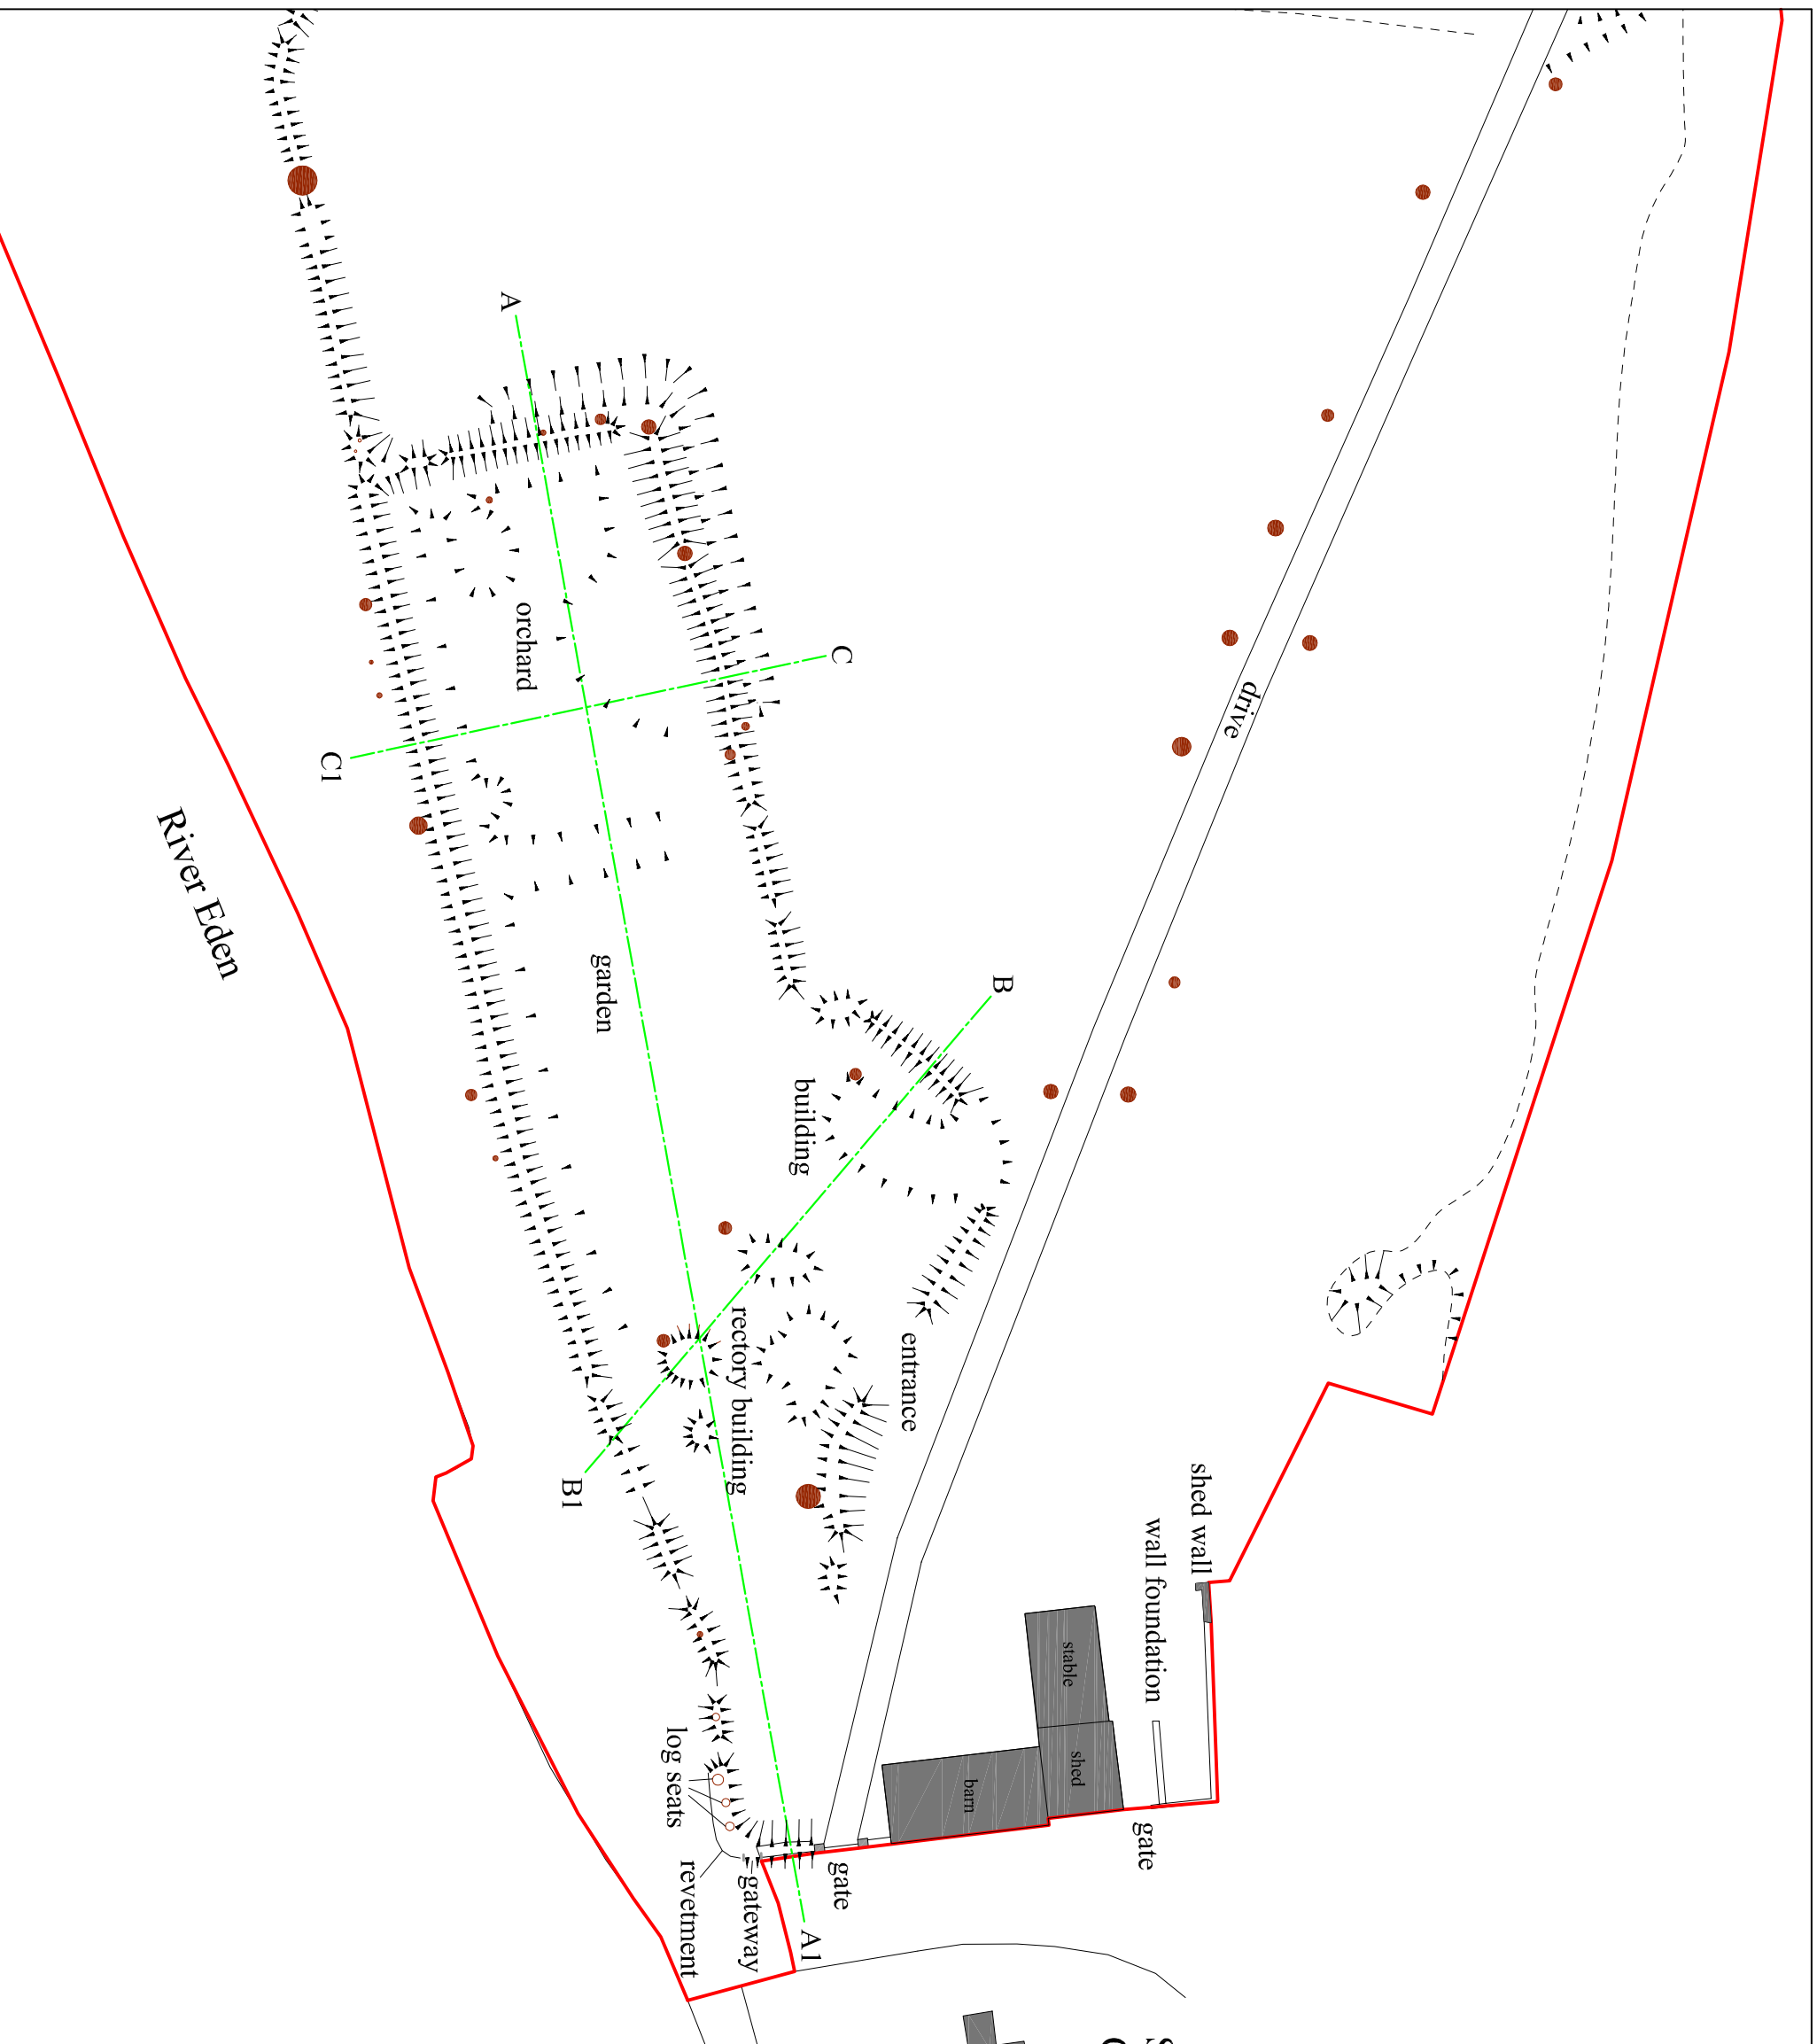 A
C
drive
orchard
C1
River Eden
garden
B
building
rectory building
entrance
B1
shed wall
wall foundation
stable
shed
barn
log seats
gate
gate
gateway
revetment
A1